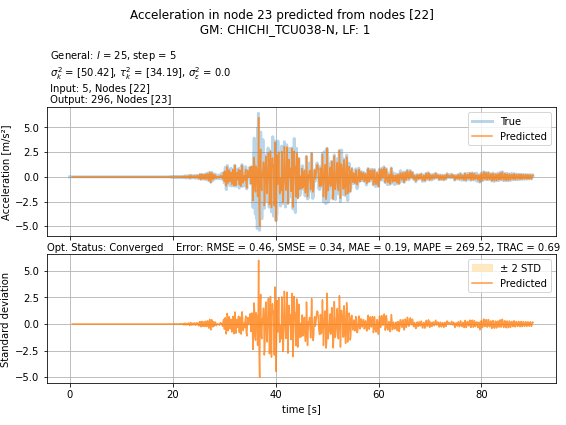 Acceleration in node 23 predicted from nodes [22]
GM: CHICHI_TCU038-N, LF: 1
General: l = 25, step = 5
σ²ₖ = [50.42], τ²ₖ = [34.19], σ²ε = 0.0
Input: 5, Nodes [22]
Output: 296, Nodes [23]
Acceleration [m/s²]
5.0
2.5
0.0
−2.5
−5.0
True
Predicted
Opt. Status: Converged Error: RMSE = 0.46, SMSE = 0.34, MAE = 0.19, MAPE = 269.52, TRAC = 0.69
Standard deviation
5.0
2.5
0.0
−2.5
−5.0
± 2 STD
Predicted
0 20 40 60 80
time [s]